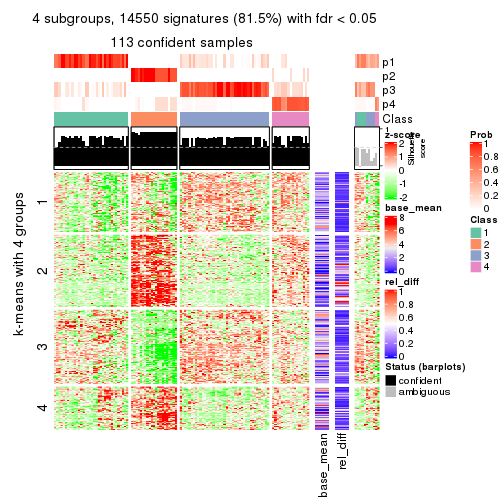 4 subgroups, 14550 signatures (81.5%) with fdr < 0.05
113 confident samples
p1
p2
p3
p4
Class
1
Silhouette
score
z-score
2
1
0
-1
-2
base_mean
8
6
4
2
0
rel_diff
1
0.8
0.6
0.4
0.2
0
Status (barplots)
confident
ambiguous
Prob
1
0.8
0.6
0.4
0.2
0
Class
1
2
3
4
k-means with 4 groups
1
2
3
4
base_mean
rel_diff